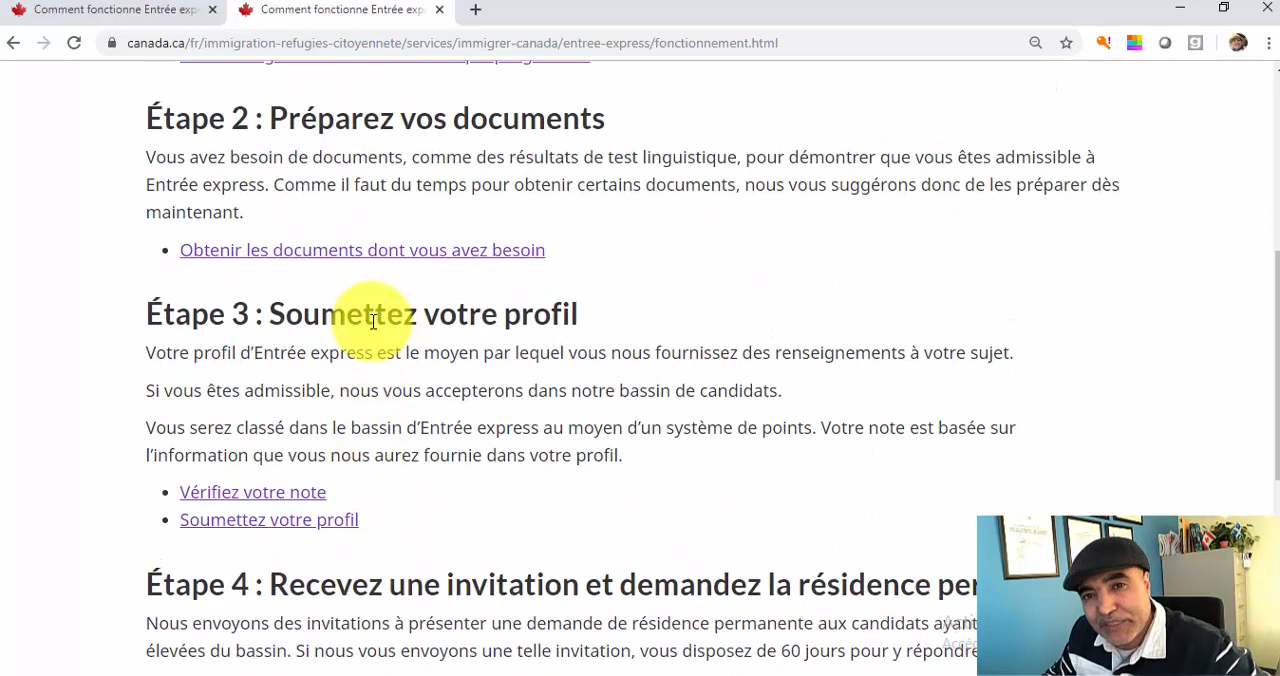 Comment fonctionne Entrée exp
Comment fonctionne Entrée exp
canada.ca/fr/immigration-refugies-citoyennete/services/immigrer-canada/entree-express/fonctionnement.html
Étape 2 : Préparez vos documents
Vous avez besoin de documents, comme des résultats de test linguistique, pour démontrer que vous êtes admissible à
Entrée express. Comme il faut du temps pour obtenir certains documents, nous vous suggérons donc de les préparer dès
maintenant.
• Obtenir les documents dont vous avez besoin
Étape 3 : Soumettez votre profil
Votre profil d’Entrée express est le moyen par lequel vous nous fournissez des renseignements à votre sujet.
Si vous êtes admissible, nous vous accepterons dans notre bassin de candidats.
Vous serez classé dans le bassin d’Entrée express au moyen d’un système de points. Votre note est basée sur
l’information que vous nous aurez fournie dans votre profil.
• Vérifiez votre note
• Soumettez votre profil
Étape 4 : Recevez une invitation et demandez la résidence per
Nous envoyons des invitations à présenter une demande de résidence permanente aux candidats ayant
élevées du bassin. Si nous vous envoyons une telle invitation, vous disposez de 60 jours pour y répondre